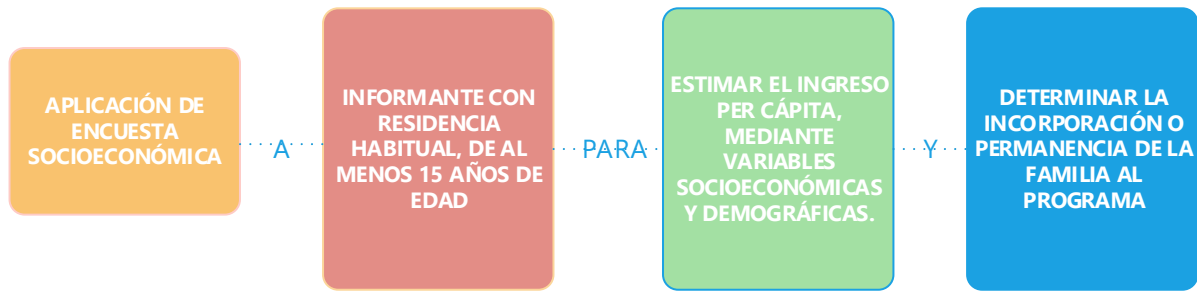 APLICACIÓN DE
ENCUESTA
SOCIOECONÓMICA
A
INFORMANTE CON
RESIDENCIA
HABITUAL, DE AL
MENOS 15 AÑOS DE
EDAD
PARA
ESTIMAR EL INGRESO
PER CÁPITA,
MEDIANTE
VARIABLES
SOCIOECONÓMICAS
Y DEMOGRÁFICAS.
Y
DETERMINAR LA
INCORPORACIÓN O
PERMANENCIA DE LA
FAMILIA AL
PROGRAMA